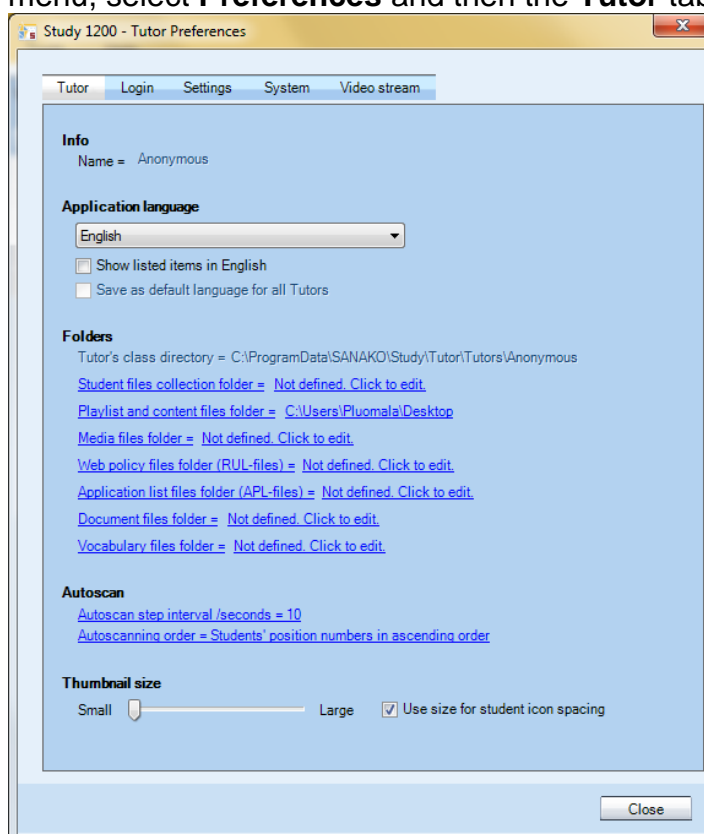 menu, select Preferences and then the Tutor tab
Study 1200 - Tutor Preferences
Tutor Login Settings System Video stream
Info
Name = Anonymous
Application language
English
Show listed items in English
Save as default language for all Tutors
Folders
Tutor's class directory = C:\ProgramData\SANAKO\Study\Tutor\Tutors\Anonymous
Student files collection folder = Not defined. Click to edit.
Playlist and content files folder = C:\Users\Pluomala\Desktop
Media files folder = Not defined. Click to edit.
Web policy files folder (RUL-files) = Not defined. Click to edit.
Application list files folder (APL-files) = Not defined. Click to edit.
Document files folder = Not defined. Click to edit.
Vocabulary files folder = Not defined. Click to edit.
Autoscan
Autoscan step interval /seconds = 10
Autoscanning order = Students' position numbers in ascending order
Thumbnail size
Small Large Use size for student icon spacing
Close